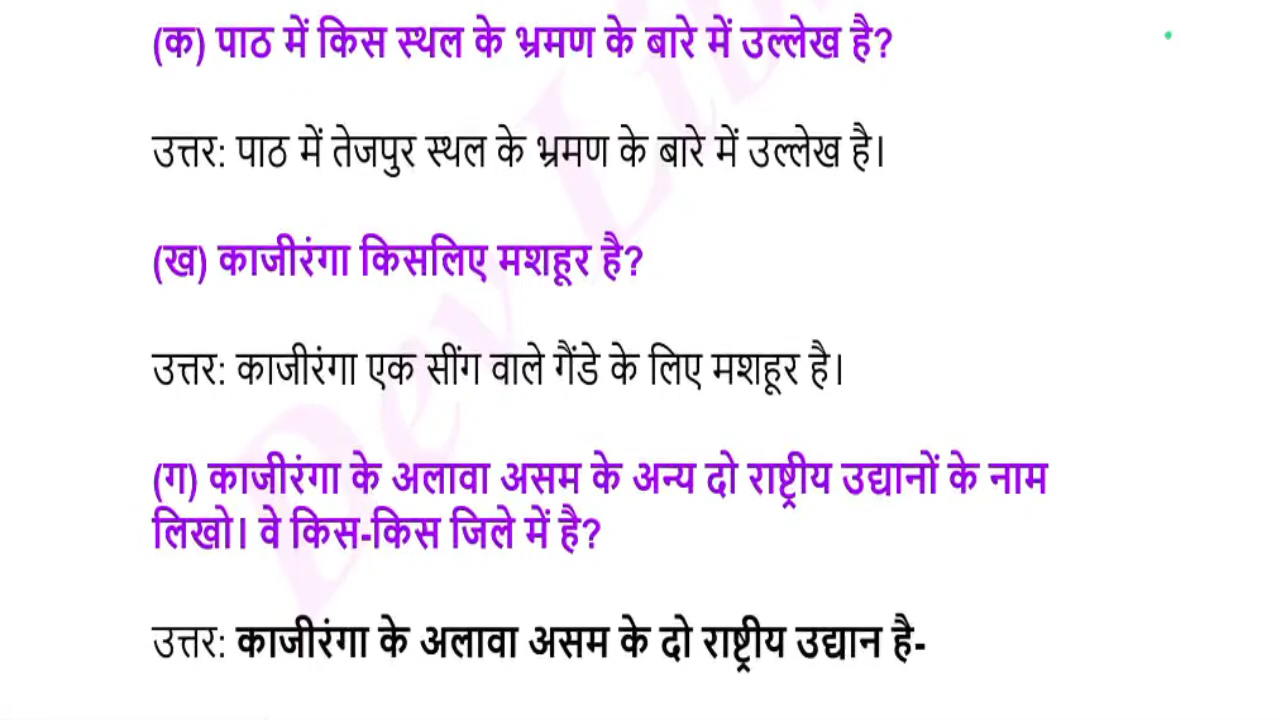 (क) पाठ में किस स्थल के भ्रमण के बारे में उल्लेख है?
उत्तर: पाठ में तेजपुर स्थल के भ्रमण के बारे में उल्लेख है।
(ख) काजीरंगा किसलिए मशहूर है?
उत्तर: काजीरंगा एक सींग वाले गैंडे के लिए मशहूर है।
(ग) काजीरंगा के अलावा असम के अन्य दो राष्ट्रीय उद्यानों के नाम
लिखो। वे किस-किस जिले में है?
उत्तर: काजीरंगा के अलावा असम के दो राष्ट्रीय उद्यान है-